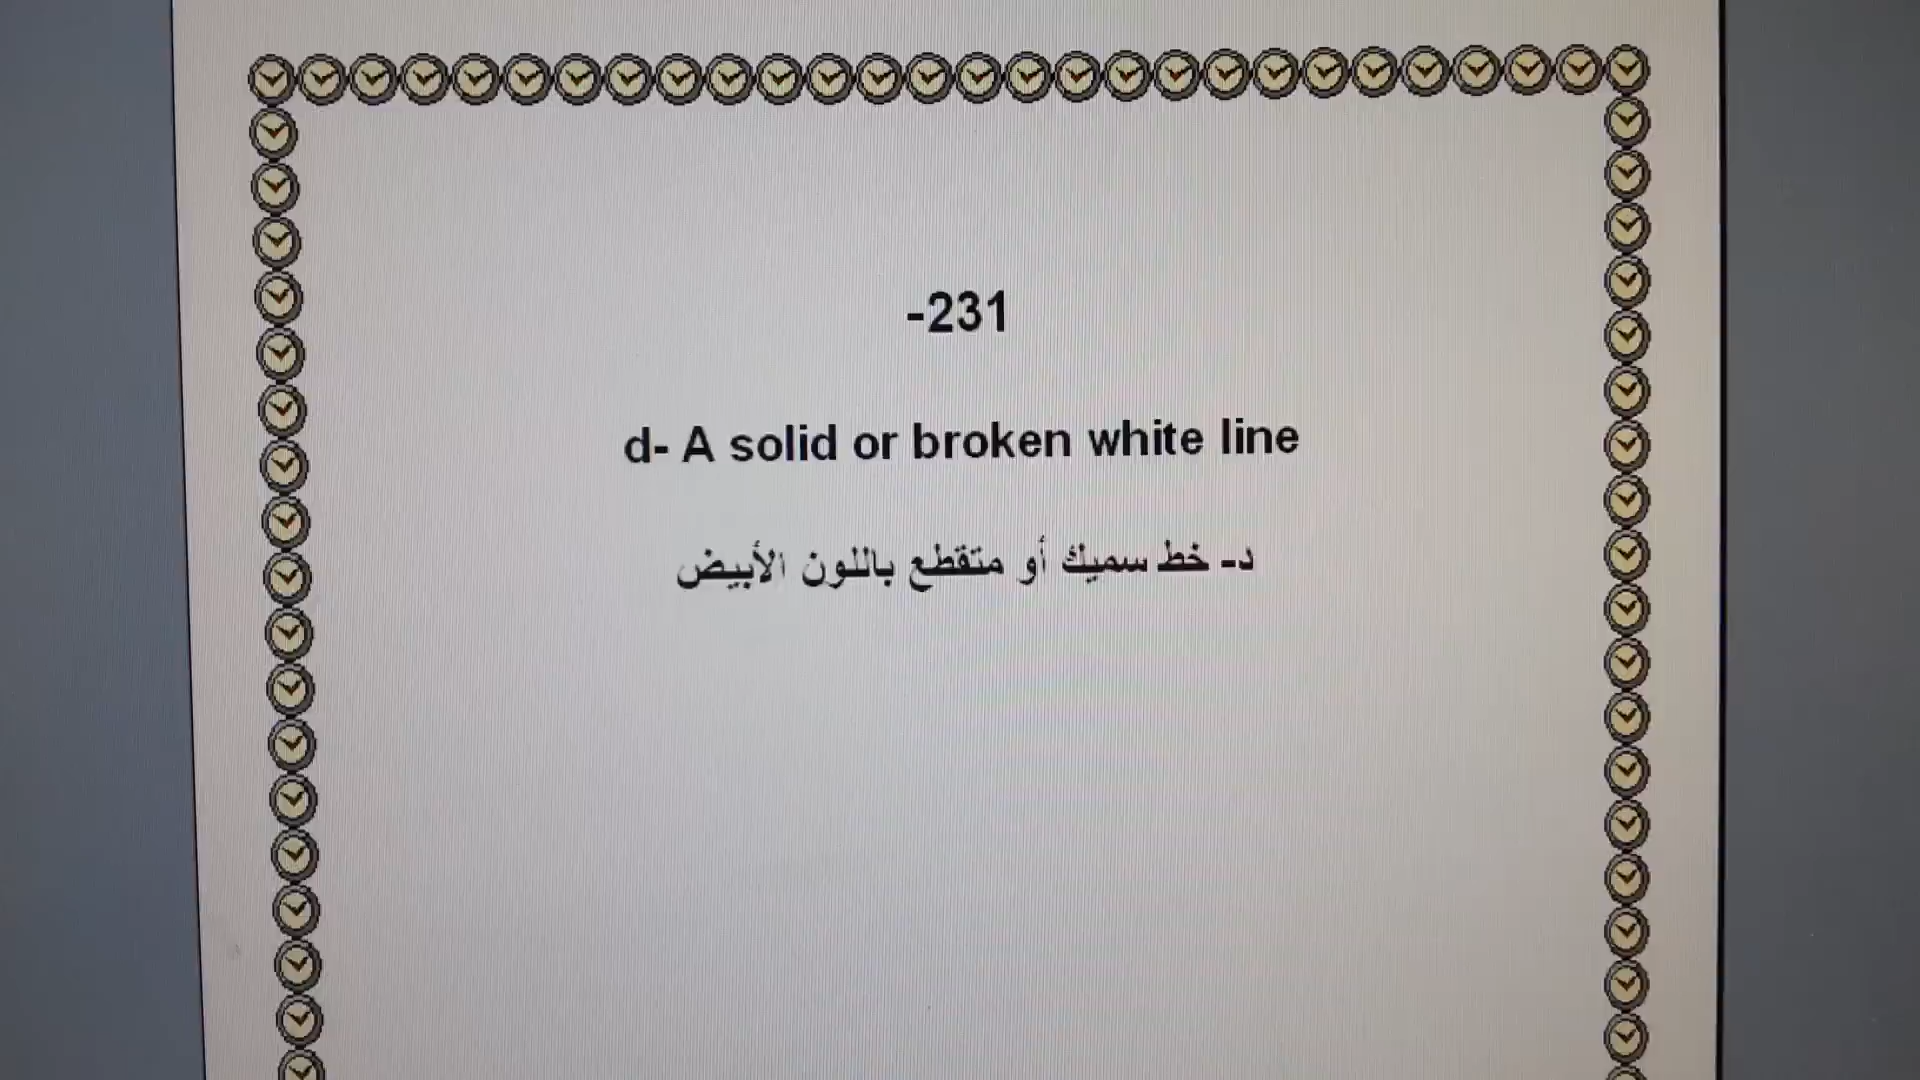 -231
d- A solid or broken white line
د- خط سميك أو متقطع باللون الأبيض